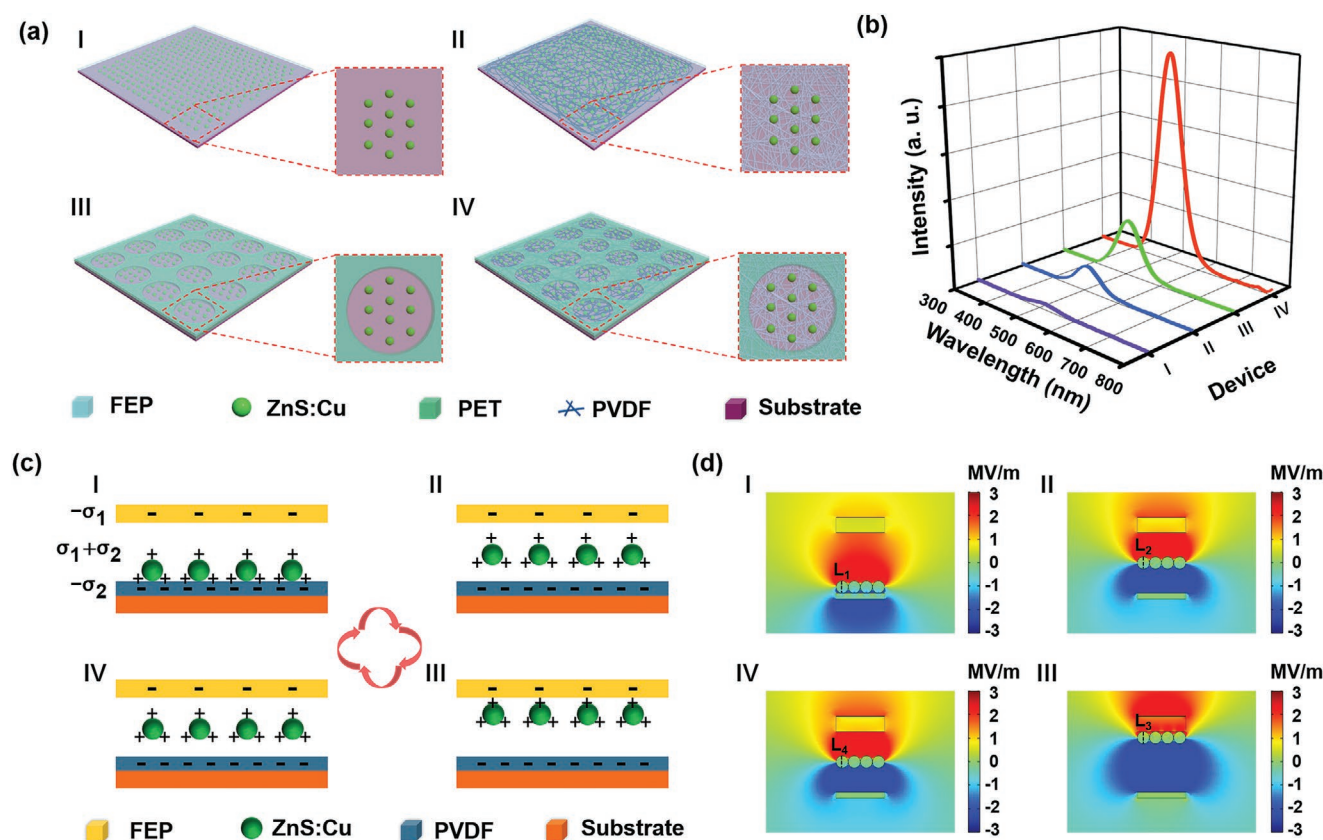 (a)
I
II
III
IV
FEP
ZnS:Cu
PET
PVDF
Substrate
(b)
Intensity (a. u.)
300
400
500
600
700
800
Wavelength (nm)
I
II
III
IV
Device
(c)
I
II
−σ1
σ1+σ2
−σ2
IV
III
FEP
ZnS:Cu
PVDF
Substrate
(d)
I
MV/m
3
2
1
0
-1
-2
-3
L1
II
MV/m
3
2
1
0
-1
-2
-3
L2
IV
MV/m
3
2
1
0
-1
-2
-3
L4
III
MV/m
3
2
1
0
-1
-2
-3
L3